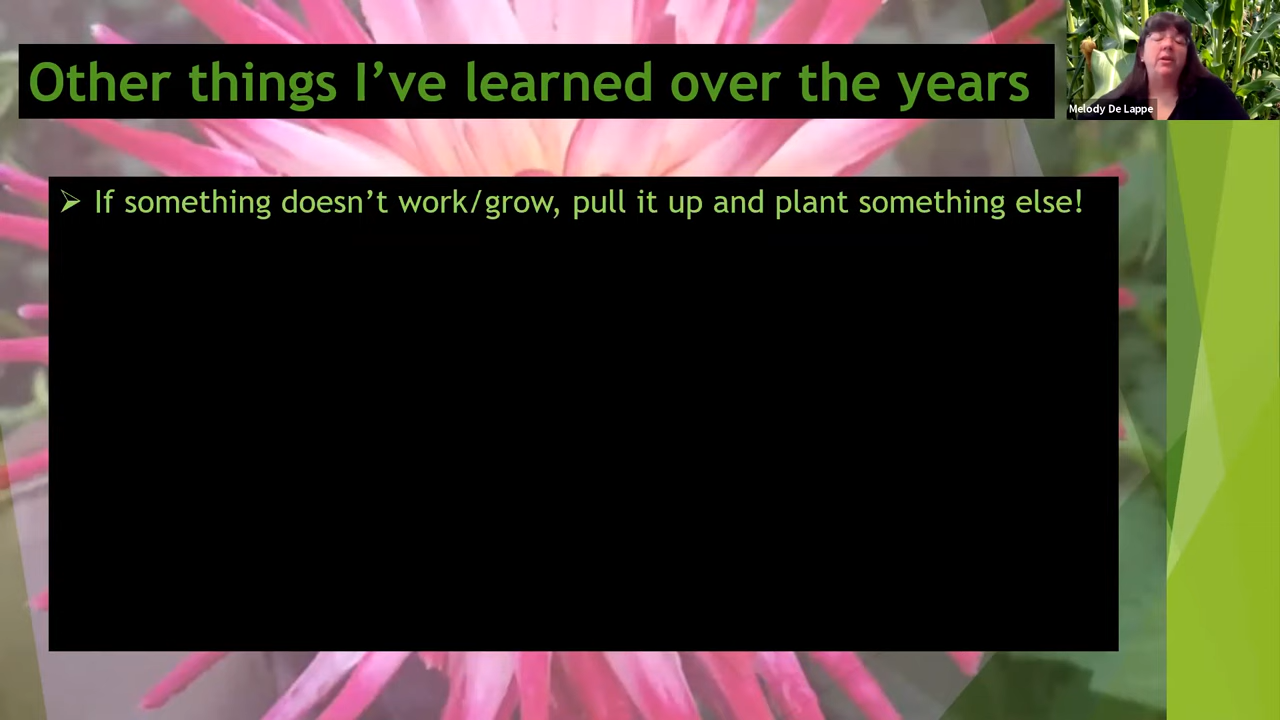 Other things I’ve learned over the years
Melody De Lappe
➢ If something doesn’t work/grow, pull it up and plant something else!